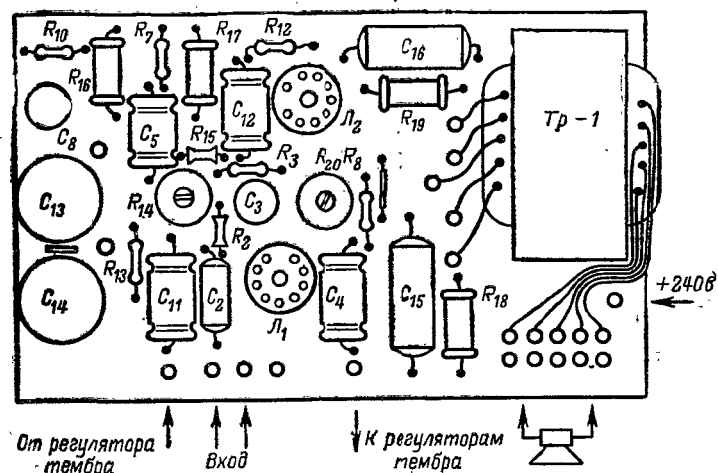 R10
R16
R7
R17
R12
C16
C5
C12
Л2
R19
Тр-1
C8
R15
R3
R20 R8
C13
R14
C3
R2
R13
C14
C11
C2
Л1
C4
C15
R18
+240в
От регулятора
тембра
Вход
К регуляторам
тембра